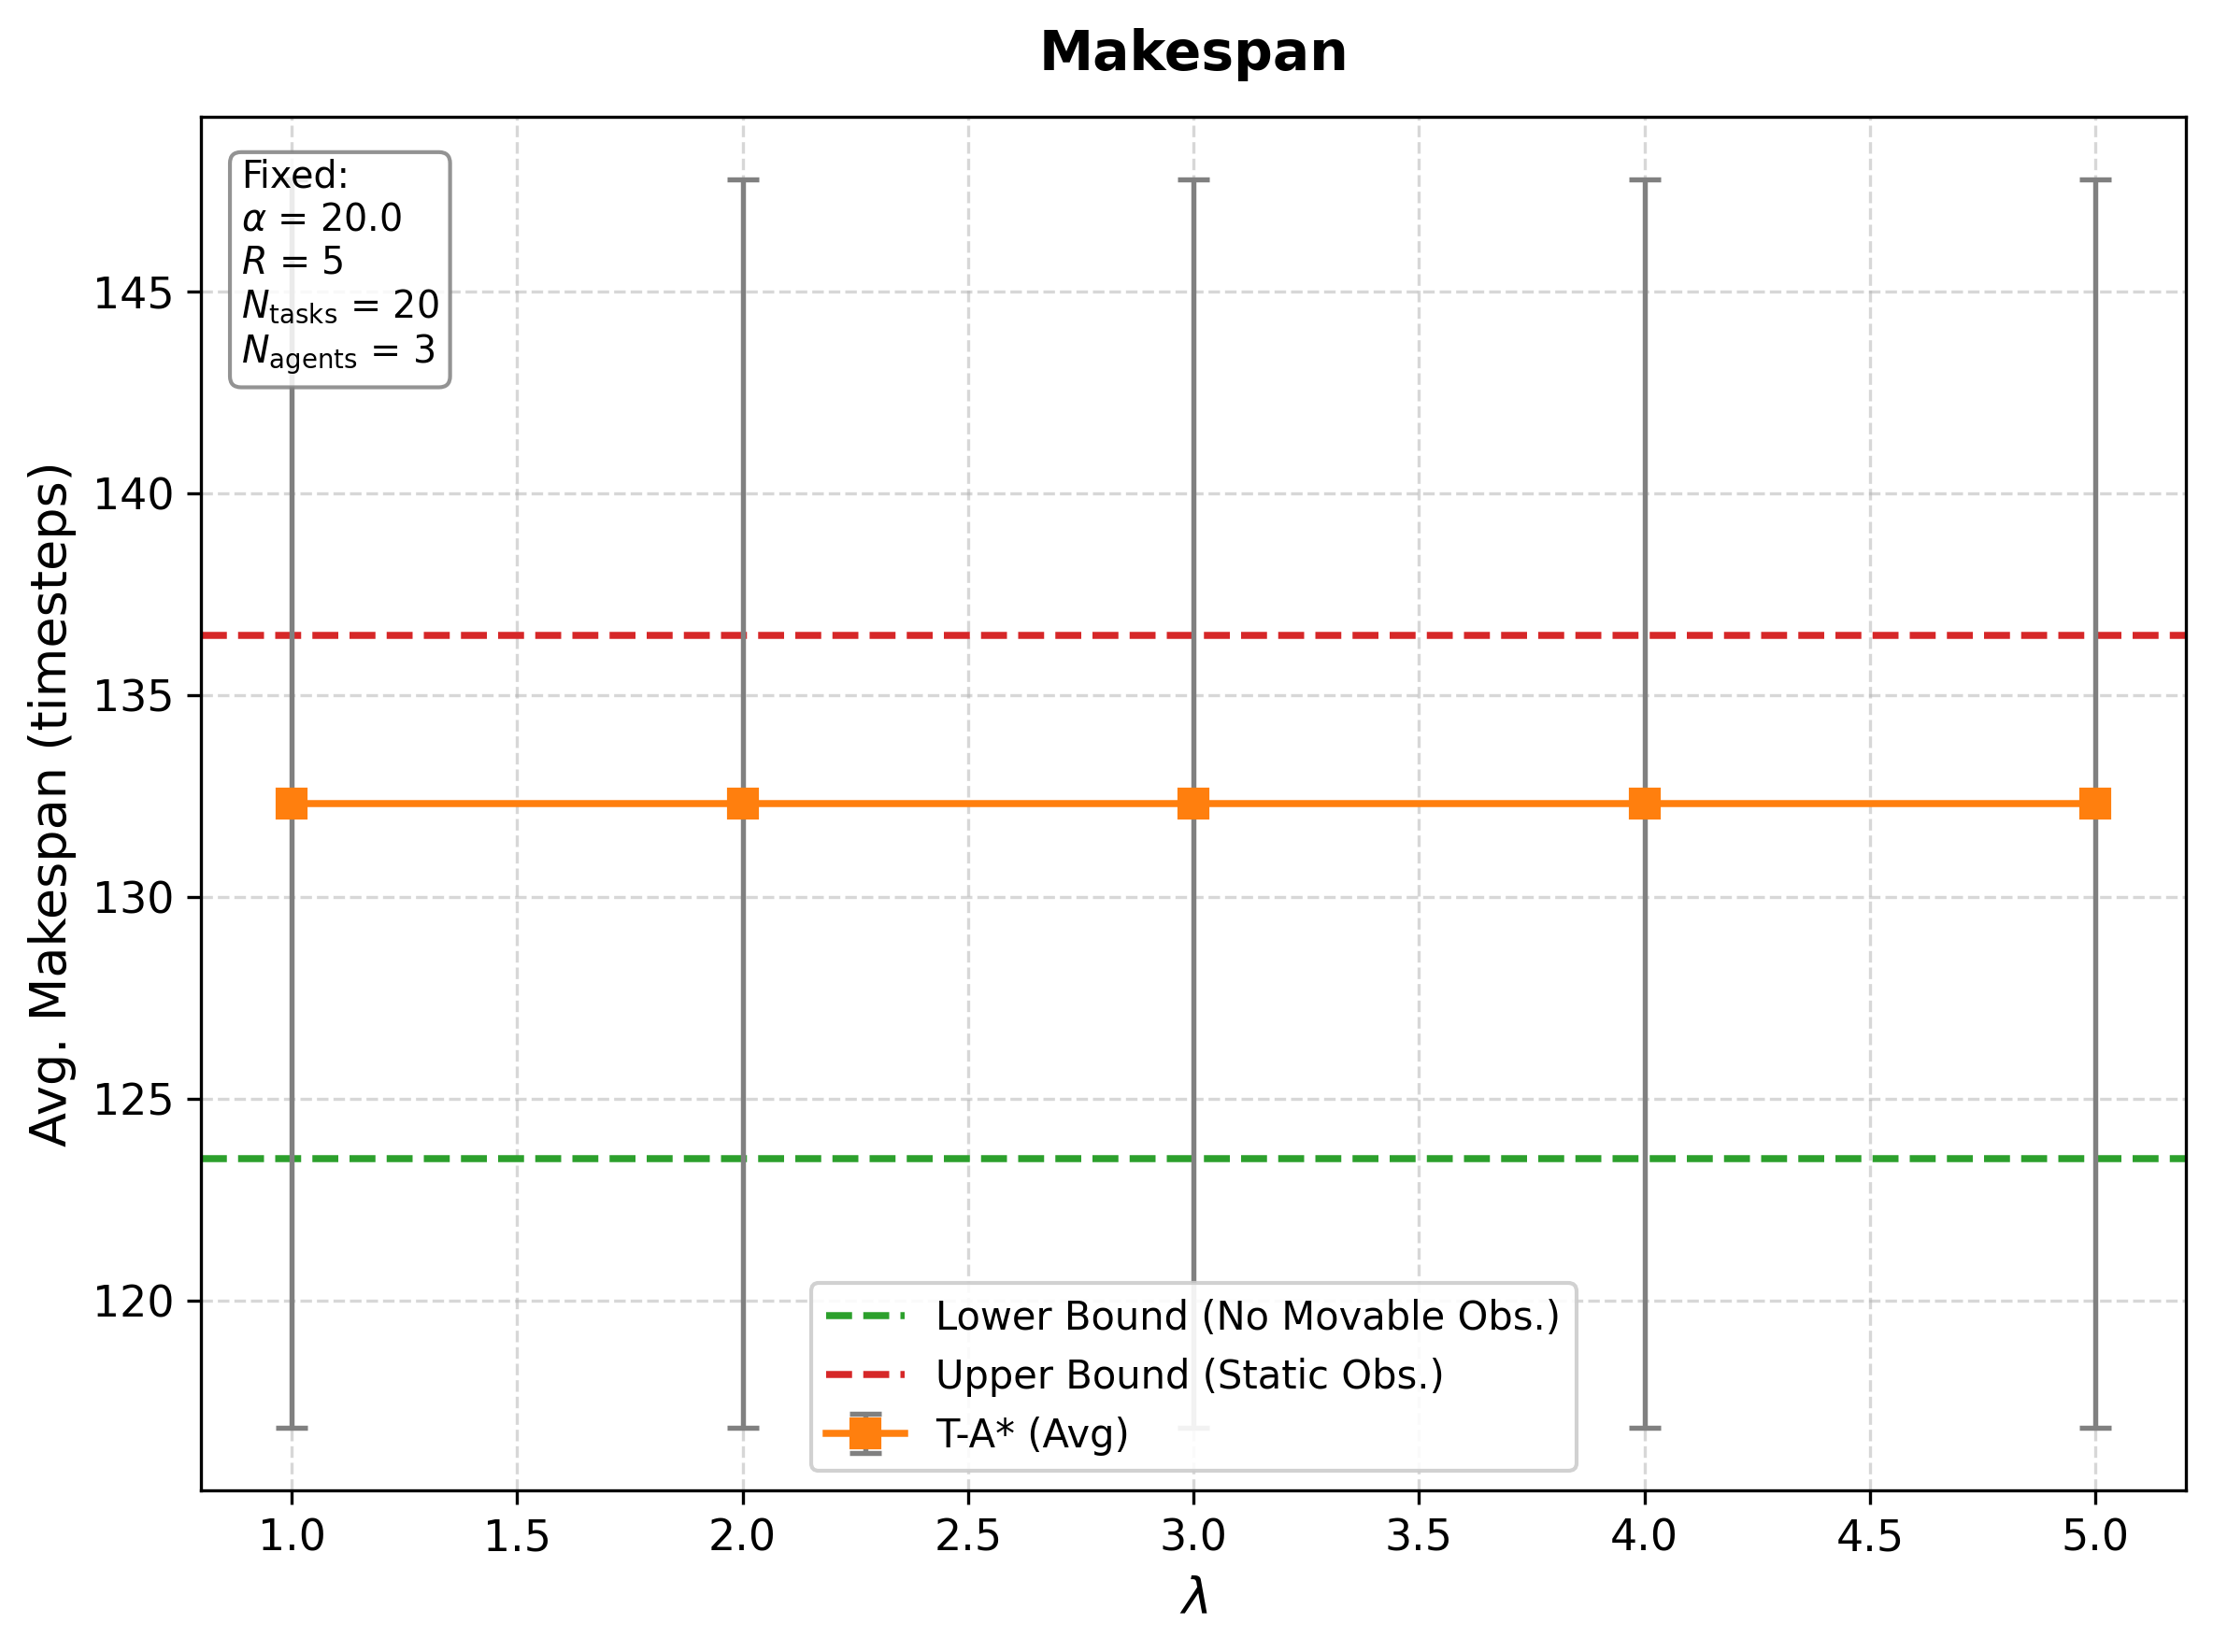 Makespan
Fixed:
α = 20.0
R = 5
N_tasks = 20
N_agents = 3
Avg. Makespan (timesteps)
145
140
135
130
125
120
Lower Bound (No Movable Obs.)
Upper Bound (Static Obs.)
T-A* (Avg)
1.0 1.5 2.0 2.5 3.0 3.5 4.0 4.5 5.0
λ